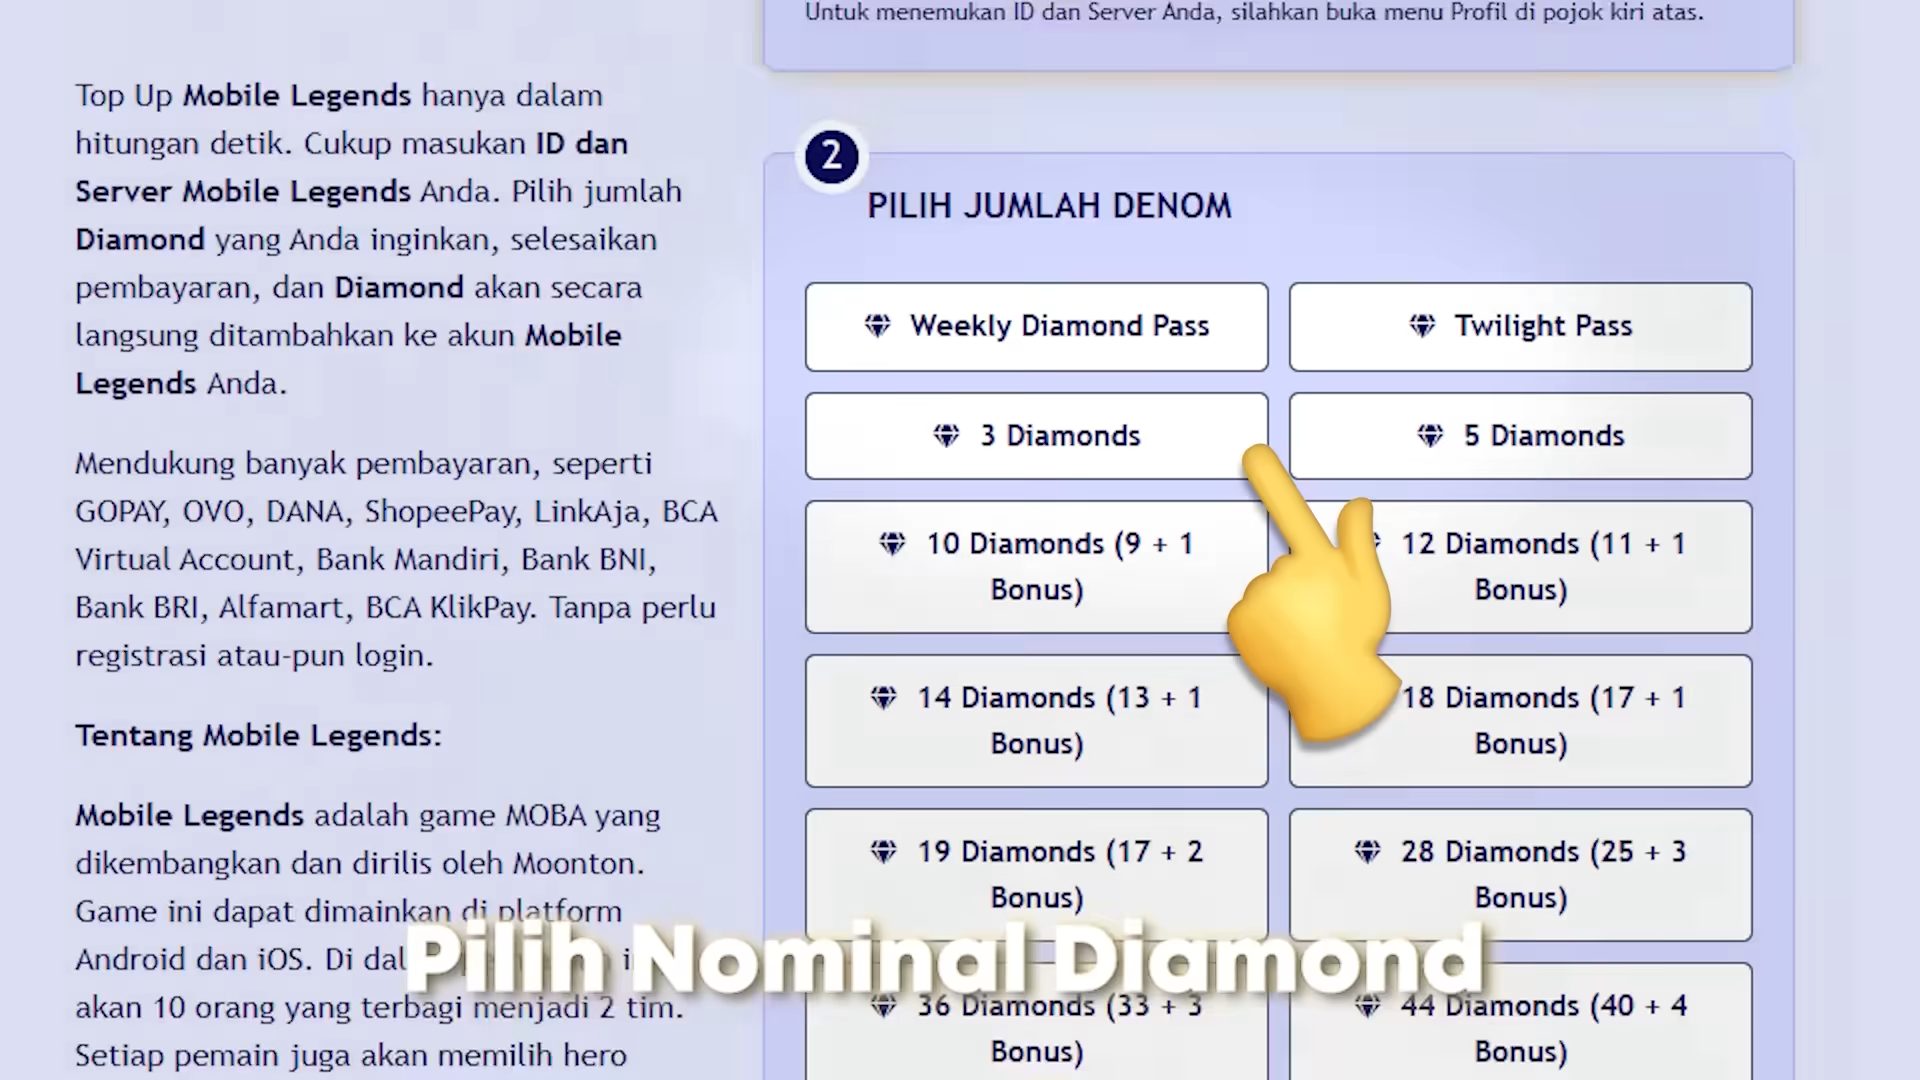 Untuk menemukan ID dan Server Anda, silahkan buka menu Profil di pojok kiri atas.
Top Up Mobile Legends hanya dalam
hitungan detik. Cukup masukan ID dan
Server Mobile Legends Anda. Pilih jumlah
Diamond yang Anda inginkan, selesaikan
pembayaran, dan Diamond akan secara
langsung ditambahkan ke akun Mobile
Legends Anda.
Mendukung banyak pembayaran, seperti
GOPAY, OVO, DANA, ShopeePay, LinkAja, BCA
Virtual Account, Bank Mandiri, Bank BNI,
Bank BRI, Alfamart, BCA KlikPay. Tanpa perlu
registrasi atau-pun login.
Tentang Mobile Legends:
Mobile Legends adalah game MOBA yang
dikembangkan dan dirilis oleh Moonton.
Game ini dapat dimainkan di platform
Android dan iOS. Di
akan 10 orang yang terbagi menjadi 2 tim.
Setiap pemain juga akan memilih hero
2
PILIH JUMLAH DENOM
Weekly Diamond Pass
Twilight Pass
3 Diamonds
5 Diamonds
10 Diamonds (9 + 1
Bonus)
12 Diamonds (11 + 1
Bonus)
14 Diamonds (13 + 1
Bonus)
18 Diamonds (17 + 1
Bonus)
19 Diamonds (17 + 2
Bonus)
28 Diamonds (25 + 3
Bonus)
36 Diamonds (33 + 3
Bonus)
44 Diamonds (40 + 4
Bonus)
Pilih Nominal Diamond